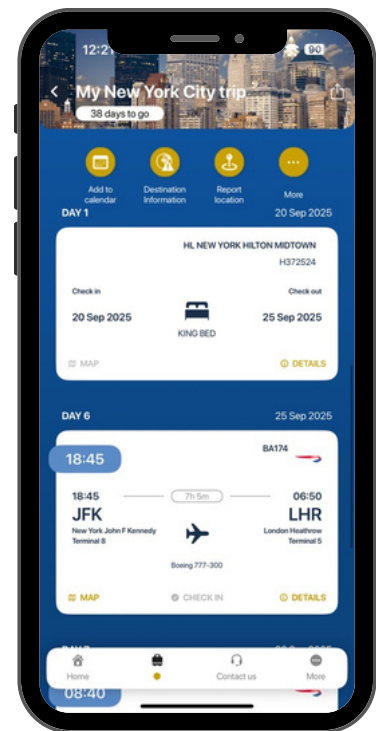 12:21
90
My New York City trip
38 days to go
Add to
calendar
Destination
Information
Report
location
More
DAY 1
20 Sep 2025
HL NEW YORK HILTON MIDTOWN
H372524
Check in
Check out
20 Sep 2025
25 Sep 2025
KING BED
MAP
DETAILS
DAY 6
25 Sep 2025
18:45
BA174
18:45
7h 5m
06:50
JFK
LHR
New York John F Kennedy
Terminal 8
London Heathrow
Terminal 5
Boeing 777-300
MAP
CHECK IN
DETAILS
Home
Contact us
More
08:40